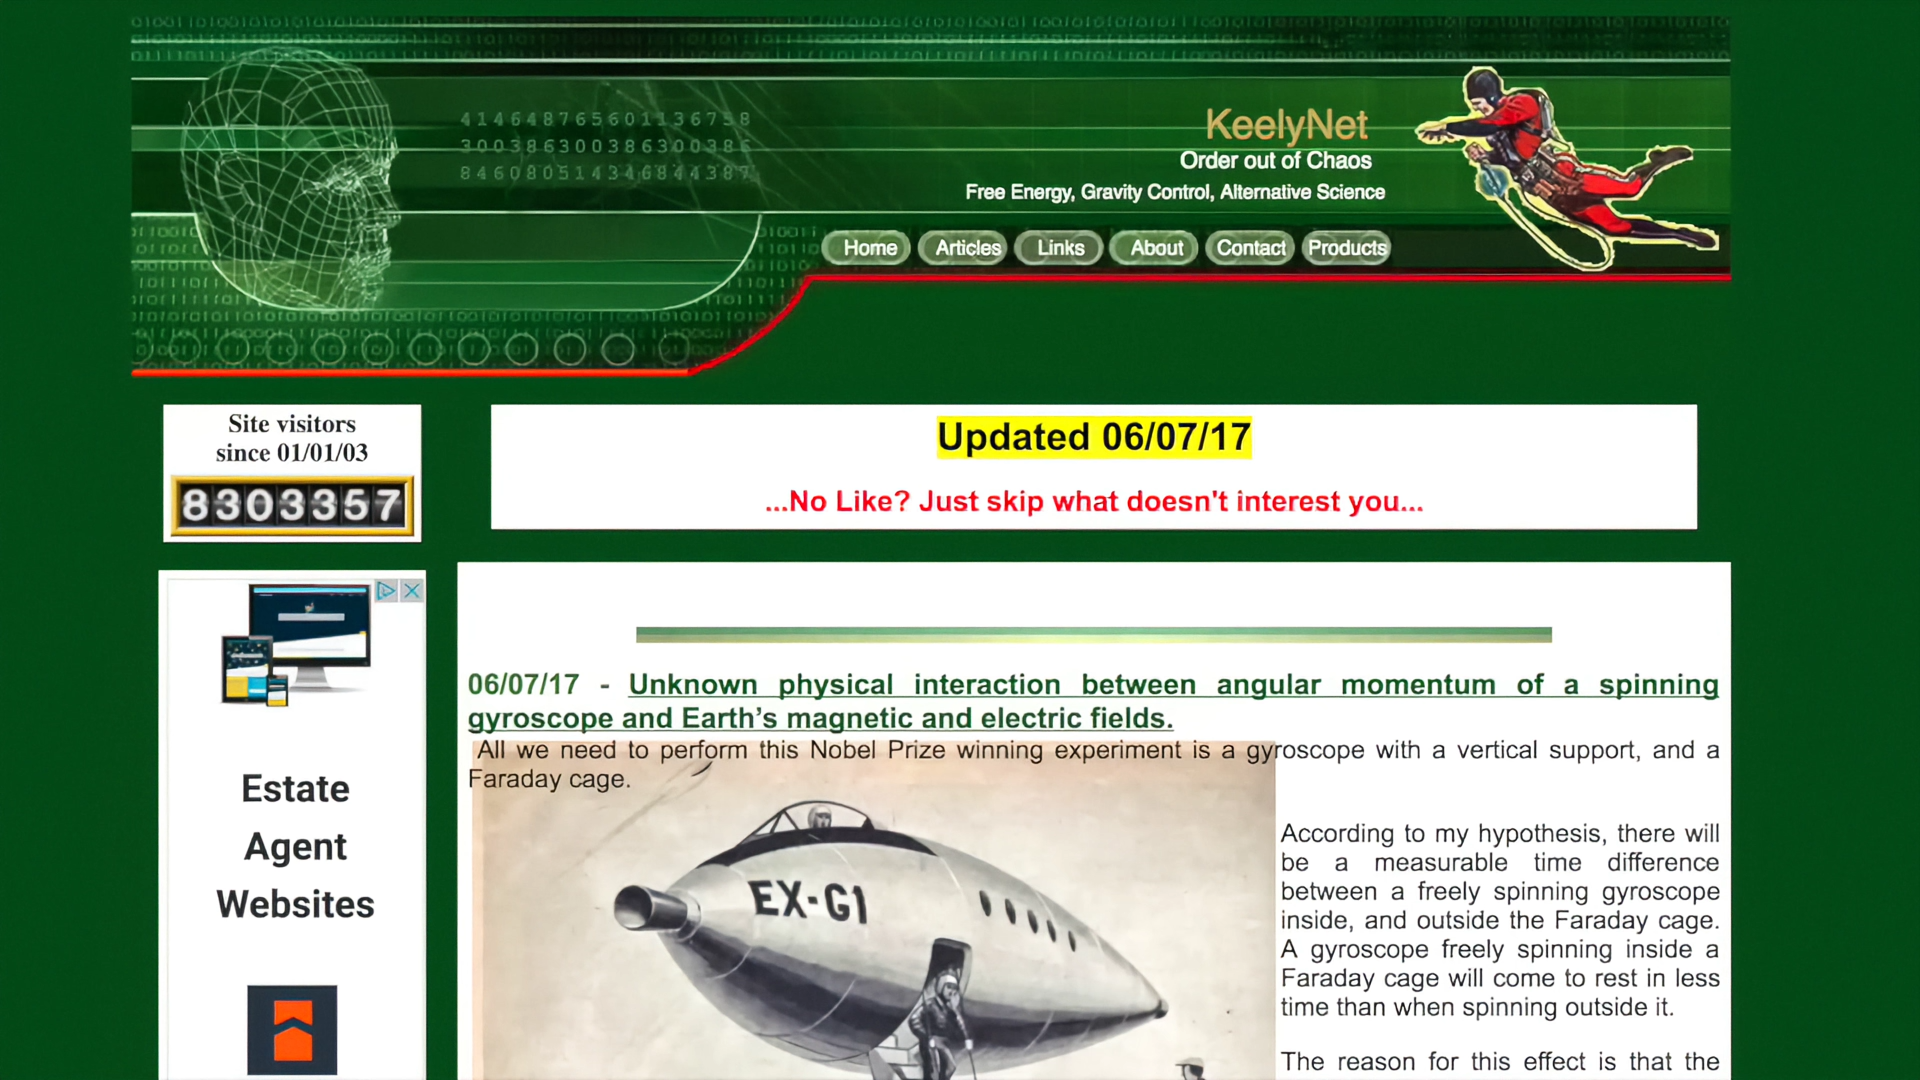 414648765601136758
300386300386300386
846080514346844387
KeelyNet
Order out of Chaos
Free Energy, Gravity Control, Alternative Science
Home Articles Links About Contact Products
Site visitors
since 01/01/03
8303357
Updated 06/07/17
...No Like? Just skip what doesn't interest you...
Estate
Agent
Websites
06/07/17 - Unknown physical interaction between angular momentum of a spinning
gyroscope and Earth’s magnetic and electric fields.
All we need to perform this Nobel Prize winning experiment is a gyroscope with a vertical support, and a
Faraday cage.
EX-G1
According to my hypothesis, there will
be a measurable time difference
between a freely spinning gyroscope
inside, and outside the Faraday cage.
A gyroscope freely spinning inside a
Faraday cage will come to rest in less
time than when spinning outside it.
The reason for this effect is that the